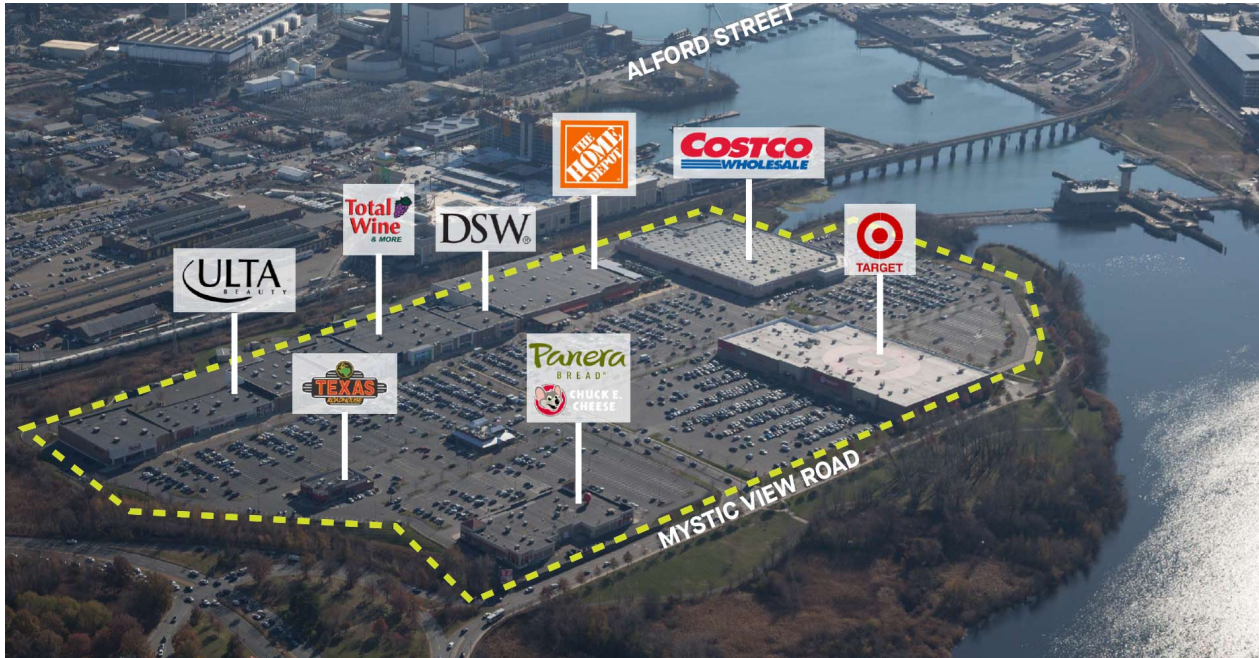 ALFORD STREET
THE
HOME
DEPOT
COSTCO
WHOLESALE
Total
Wine
& MORE
DSW®
TARGET
ULTA
BEAUTY
TEXAS
ROADHOUSE
Panera
BREAD®
CHUCK E.
CHEESE
MYSTIC VIEW ROAD